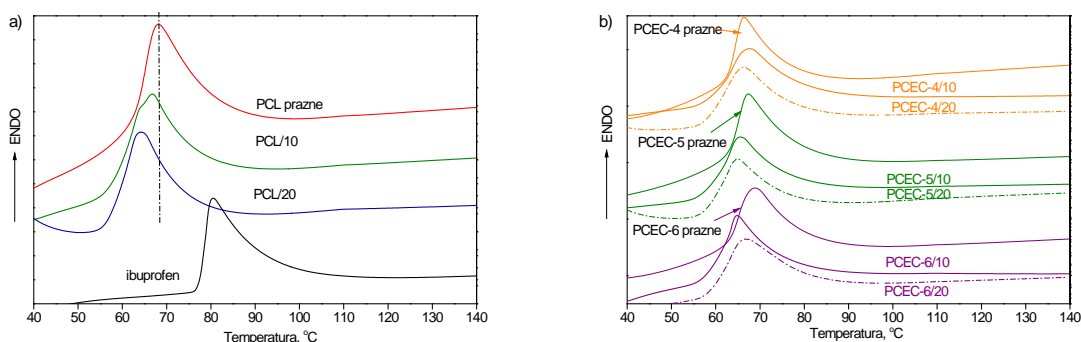 a)
ENDO
PCL prazne
PCL/10
PCL/20
ibuprofen
40 50 60 70 80 90 100 110 120 130 140
Temperatura, °C
b)
ENDO
PCEC-4 prazne
PCEC-4/10
PCEC-4/20
PCEC-5 prazne
PCEC-5/10
PCEC-5/20
PCEC-6 prazne
PCEC-6/10
PCEC-6/20
40 50 60 70 80 90 100 110 120 130 140
Temperatura, °C